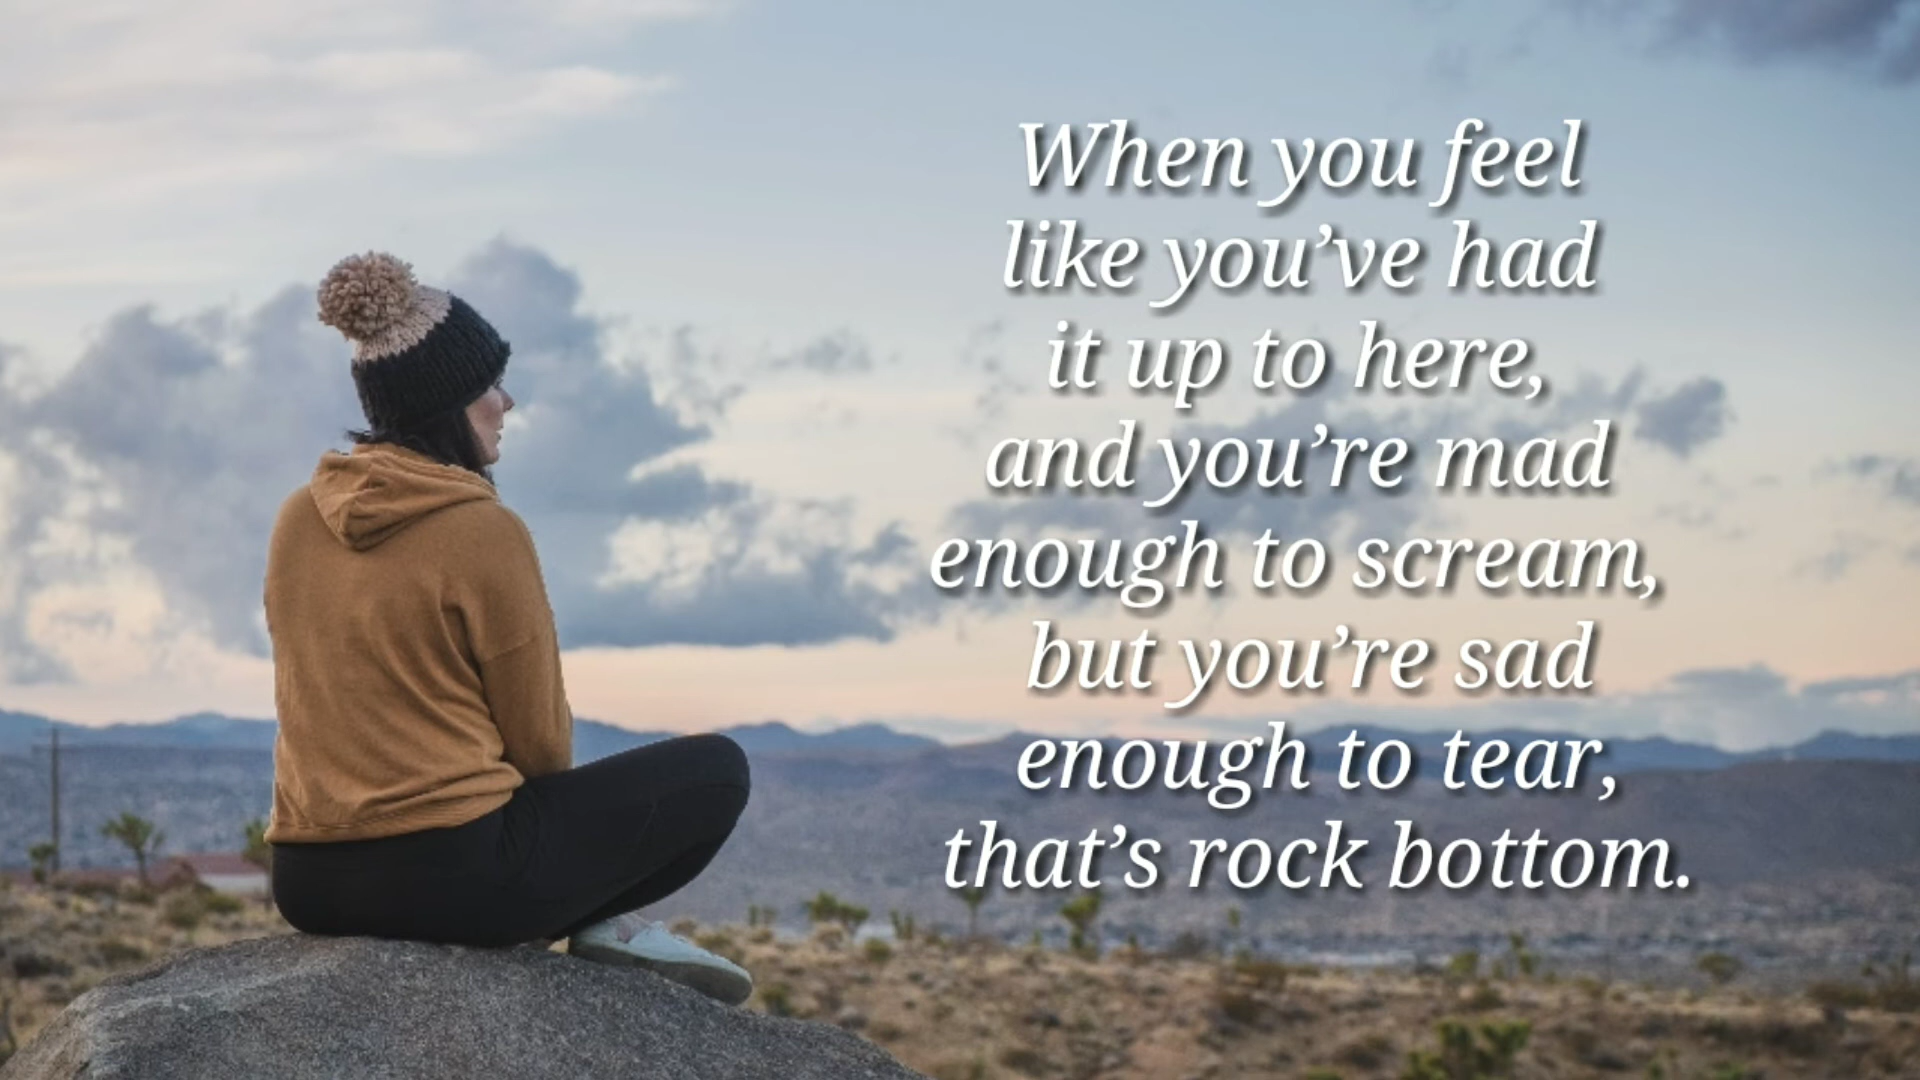 When you feel
like you’ve had
it up to here,
and you’re mad
enough to scream,
but you’re sad
enough to tear,
that’s rock bottom.